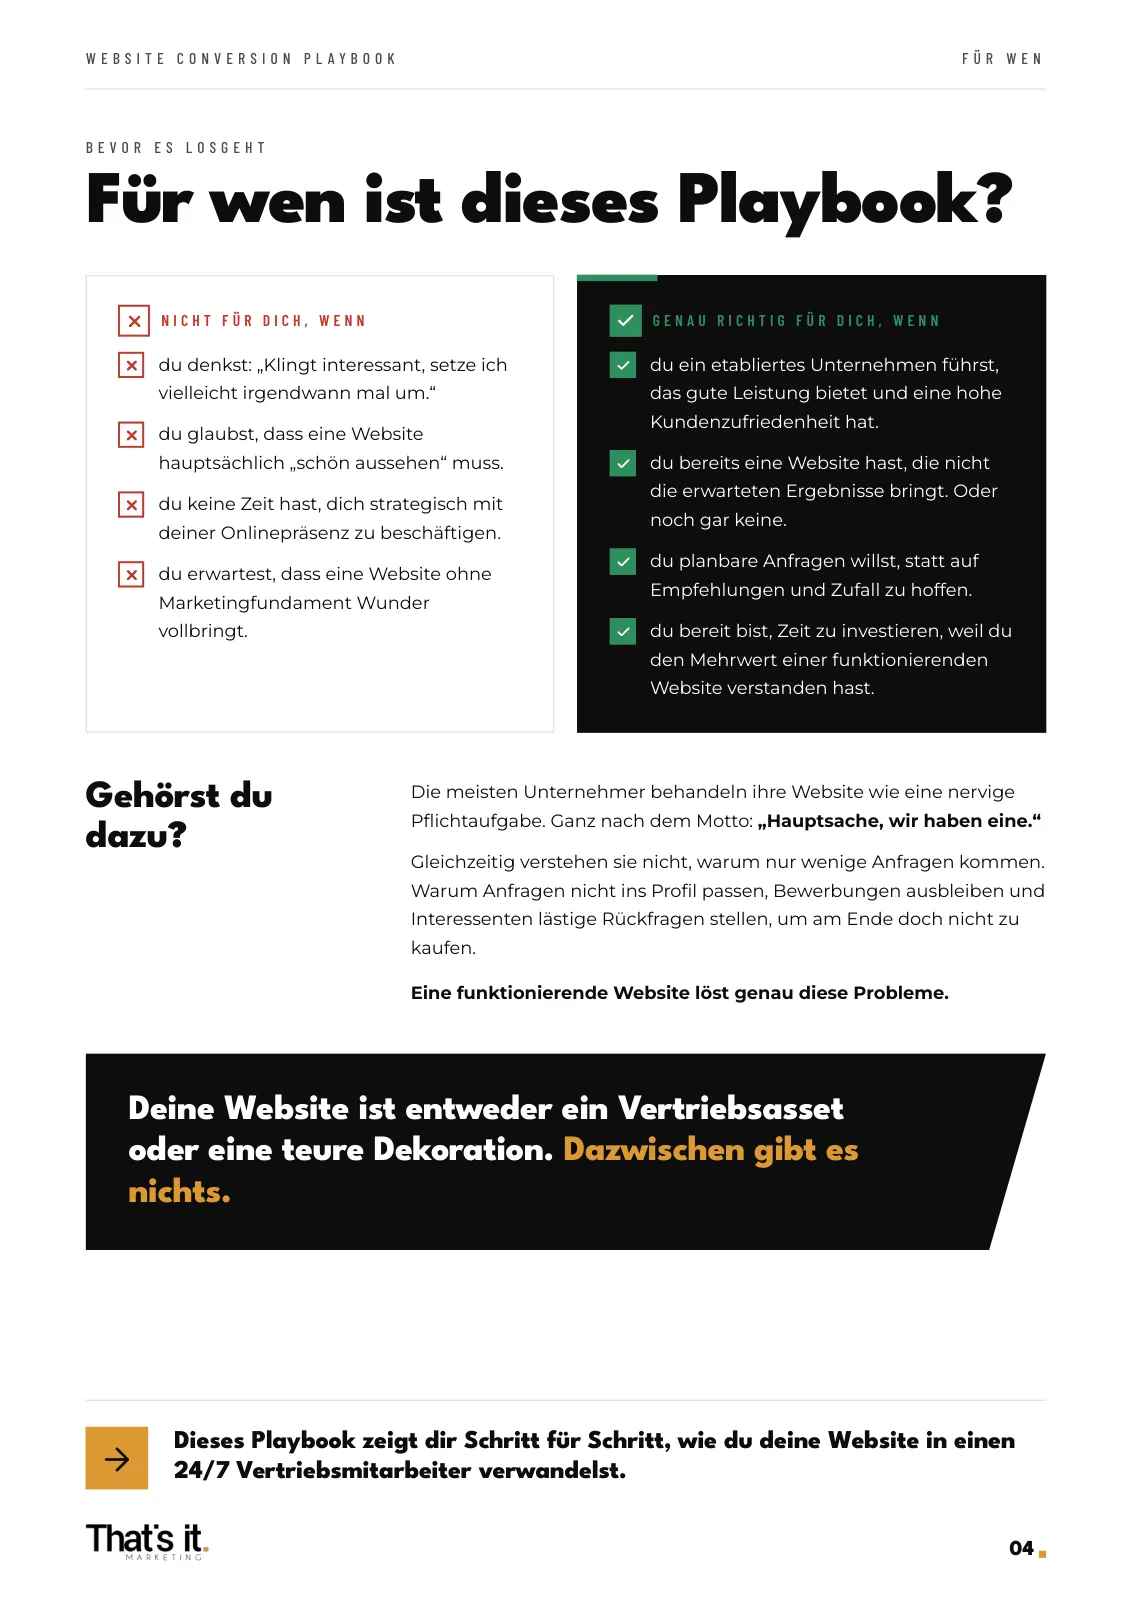 WEBSITE CONVERSION PLAYBOOK
FÜR WEN
BEVOR ES LOSGEHT
Für wen ist dieses Playbook?
NICHT FÜR DICH, WENN
du denkst: „Klingt interessant, setze ich
vielleicht irgendwann mal um.“
du glaubst, dass eine Website
hauptsächlich „schön aussehen“ muss.
du keine Zeit hast, dich strategisch mit
deiner Onlinepräsenz zu beschäftigen.
du erwartest, dass eine Website ohne
Marketingfundament Wunder
vollbringt.
GENAU RICHTIG FÜR DICH, WENN
du ein etabliertes Unternehmen führst,
das gute Leistung bietet und eine hohe
Kundenzufriedenheit hat.
du bereits eine Website hast, die nicht
die erwarteten Ergebnisse bringt. Oder
noch gar keine.
du planbare Anfragen willst, statt auf
Empfehlungen und Zufall zu hoffen.
du bereit bist, Zeit zu investieren, weil du
den Mehrwert einer funktionierenden
Website verstanden hast.
Gehörst du
dazu?
Die meisten Unternehmer behandeln ihre Website wie eine nervige
Pflichtaufgabe. Ganz nach dem Motto: „Hauptsache, wir haben eine.“
Gleichzeitig verstehen sie nicht, warum nur wenige Anfragen kommen.
Warum Anfragen nicht ins Profil passen, Bewerbungen ausbleiben und
Interessenten lästige Rückfragen stellen, um am Ende doch nicht zu
kaufen.
Eine funktionierende Website löst genau diese Probleme.
Deine Website ist entweder ein Vertriebsasset
oder eine teure Dekoration. Dazwischen gibt es
nichts.
Dieses Playbook zeigt dir Schritt für Schritt, wie du deine Website in einen
24/7 Vertriebsmitarbeiter verwandelst.
That's it.
MARKETING
04